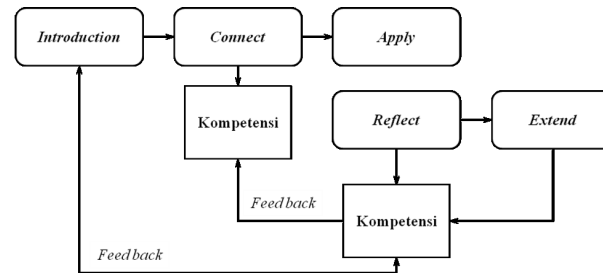 Introduction
Connect
Apply
Kompetensi
Reflect
Extend
Feed back
Kompetensi
Feed back